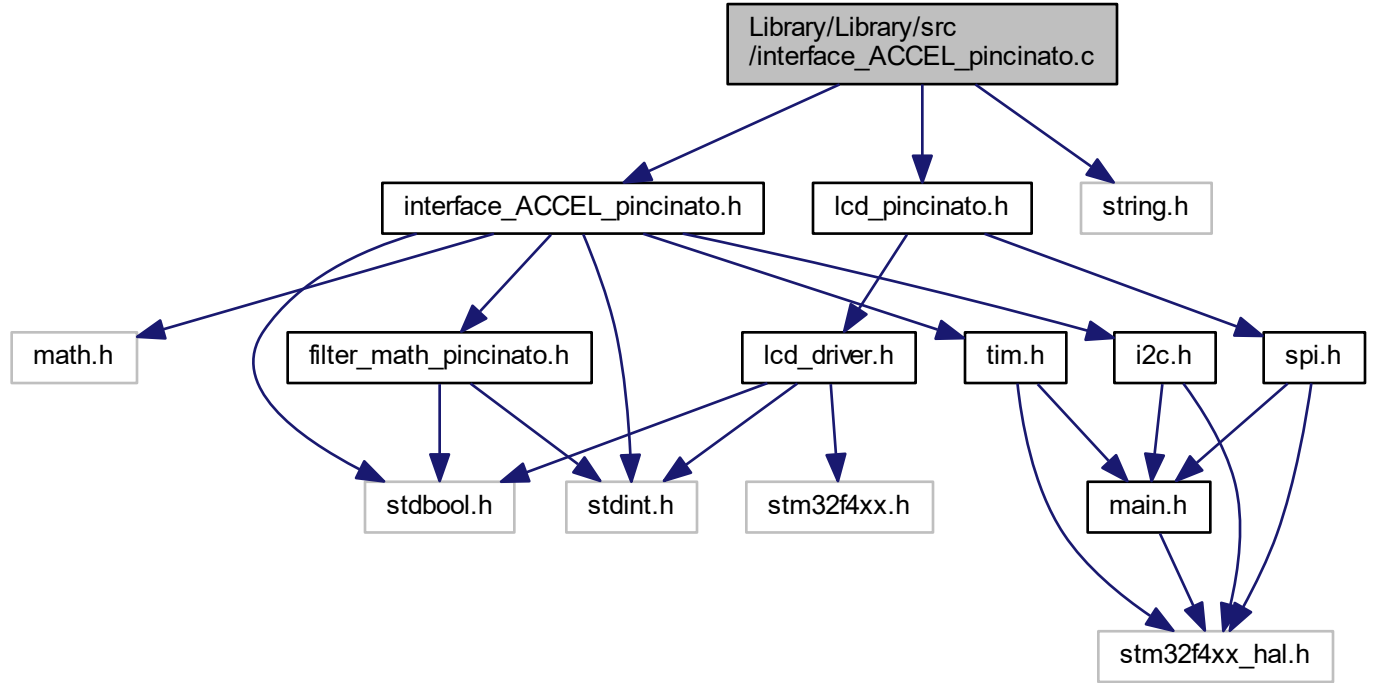 Library/Library/src
/interface_ACCEL_pincinato.c
interface_ACCEL_pincinato.h
lcd_pincinato.h
string.h
math.h
filter_math_pincinato.h
lcd_driver.h
tim.h
i2c.h
spi.h
stdbool.h
stdint.h
stm32f4xx.h
main.h
stm32f4xx_hal.h